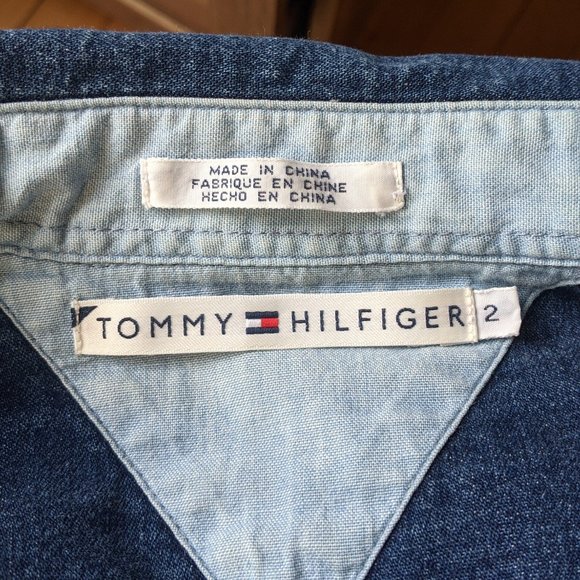 MADE IN CHINA
FABRIQUE EN CHINE
HECHO EN CHINA
TOMMY HILFIGER 2